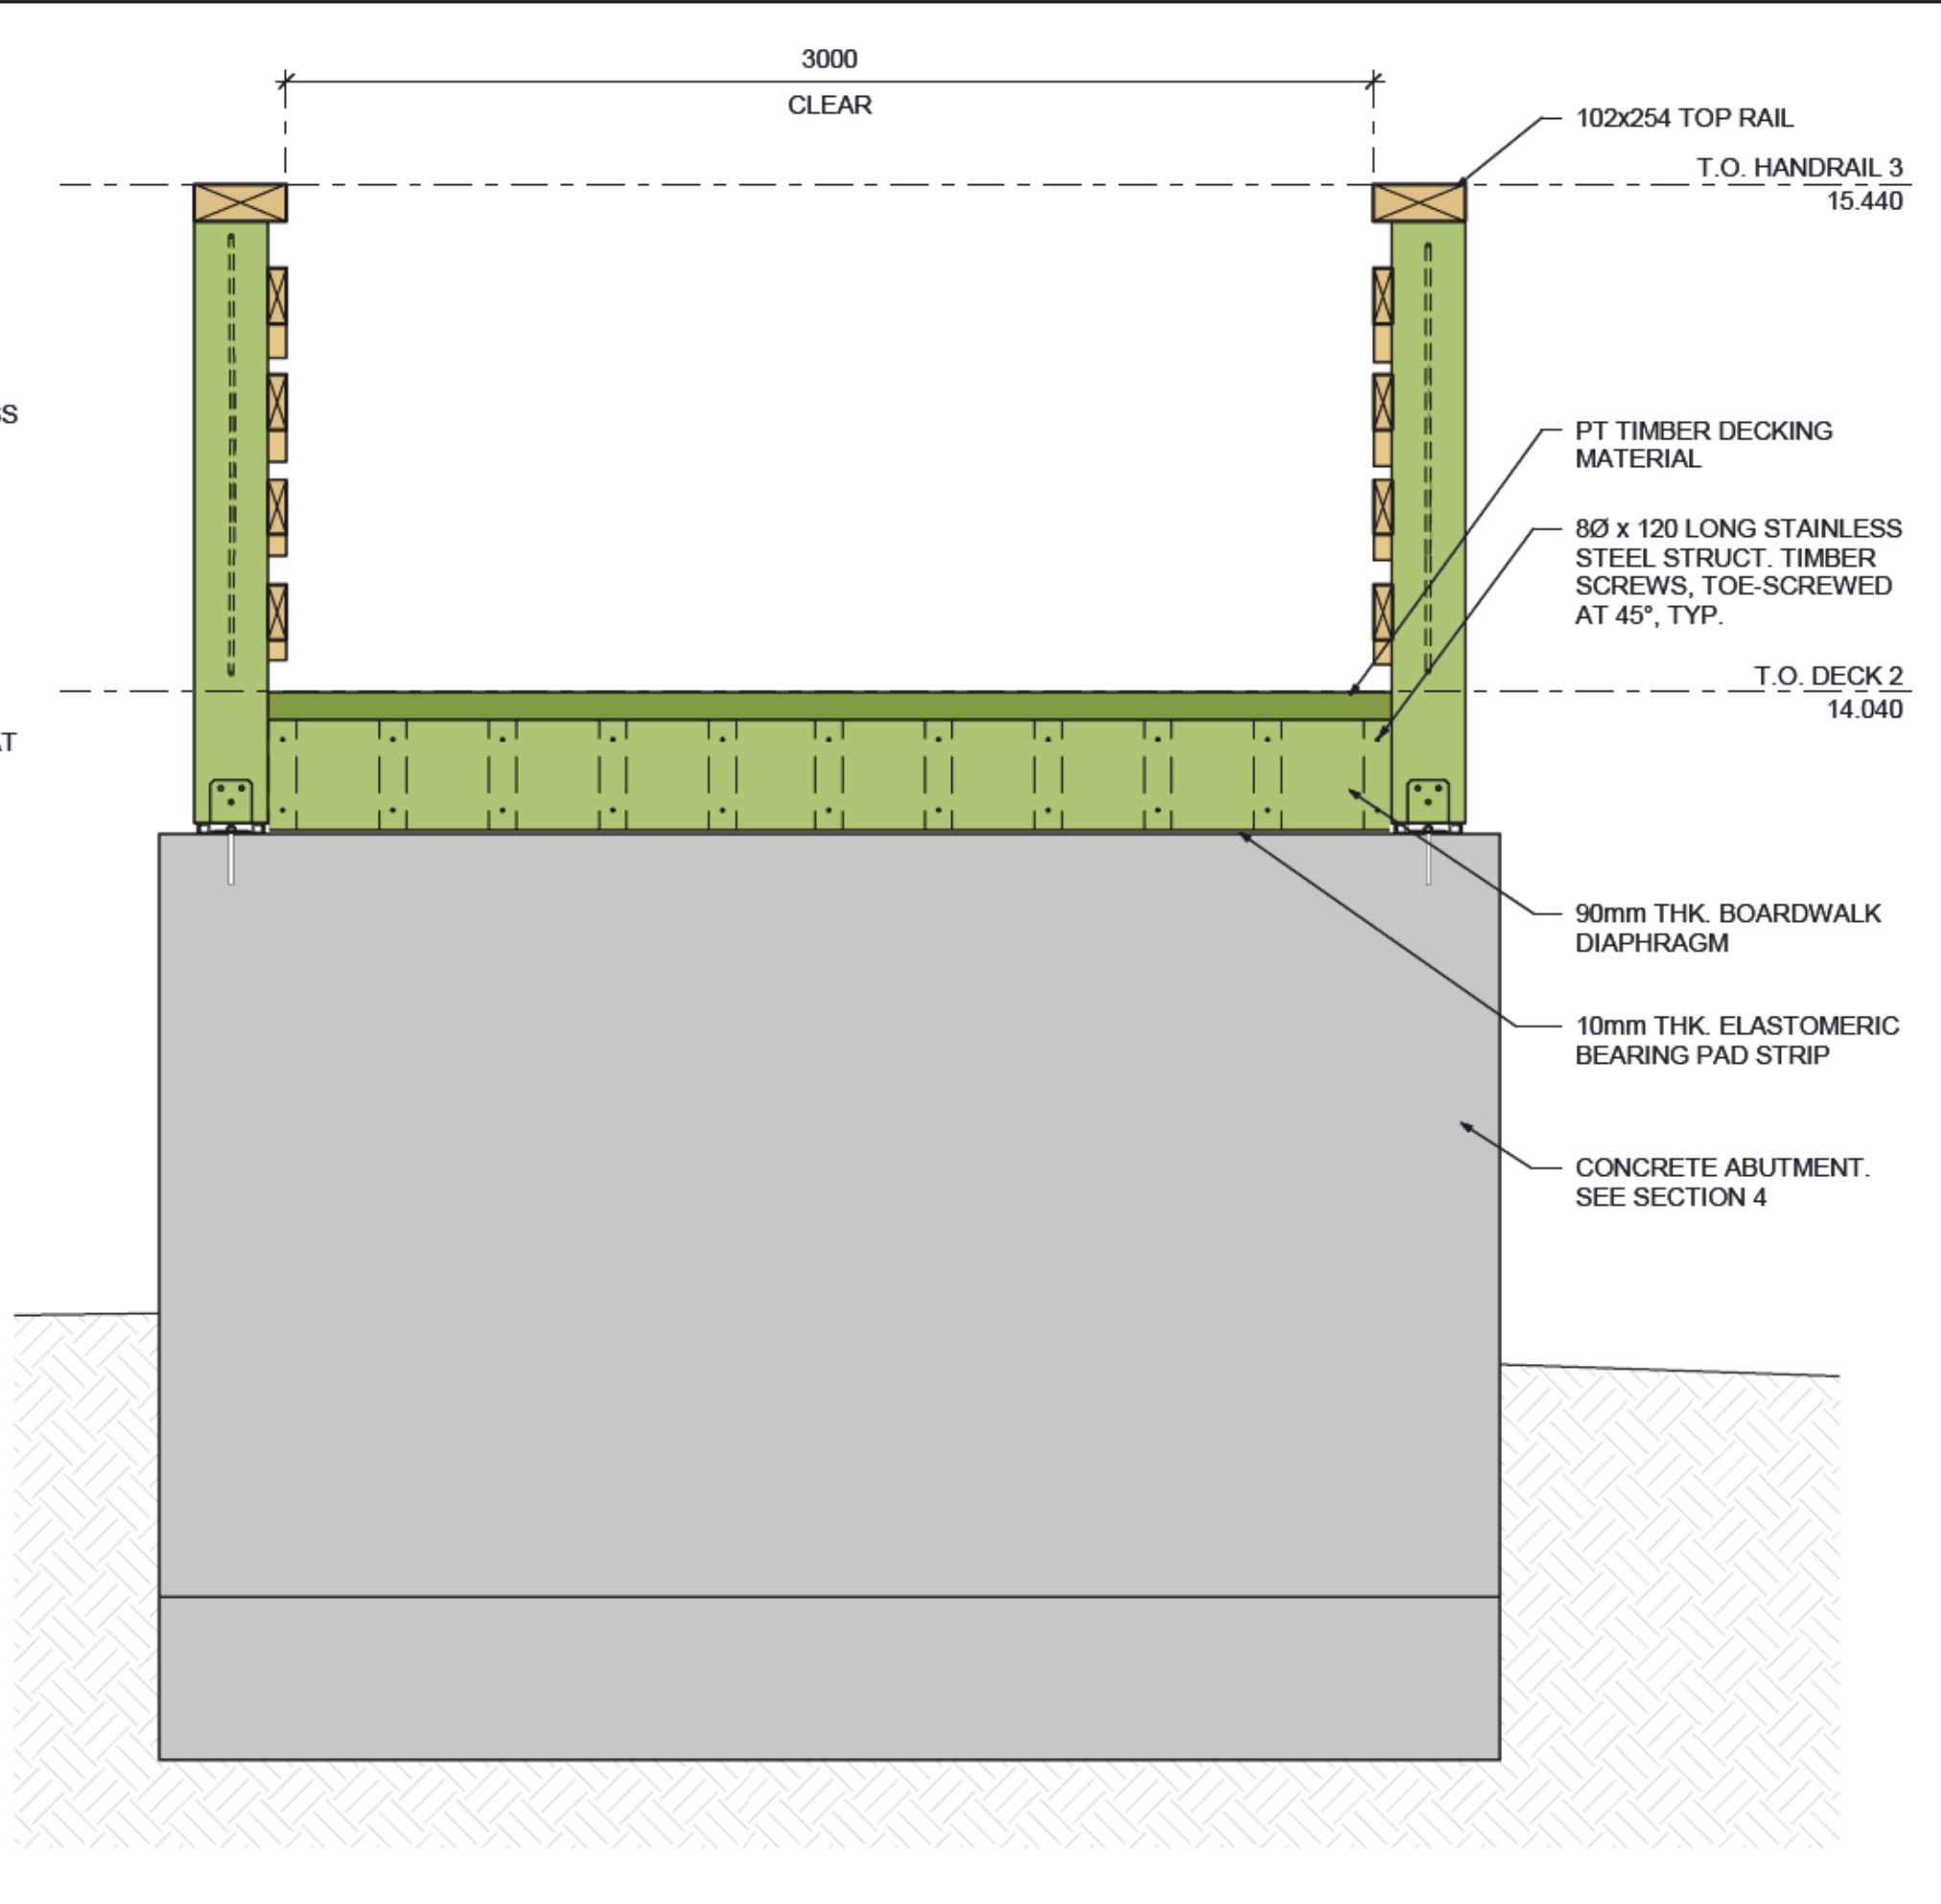 3000
CLEAR
102x254 TOP RAIL
T.O. HANDRAIL 3
15.440
PT TIMBER DECKING
MATERIAL
8Ø x 120 LONG STAINLESS
STEEL STRUCT. TIMBER
SCREWS, TOE-SCREWED
AT 45°, TYP.
T.O. DECK 2
14.040
90mm THK. BOARDWALK
DIAPHRAGM
10mm THK. ELASTOMERIC
BEARING PAD STRIP
CONCRETE ABUTMENT.
SEE SECTION 4